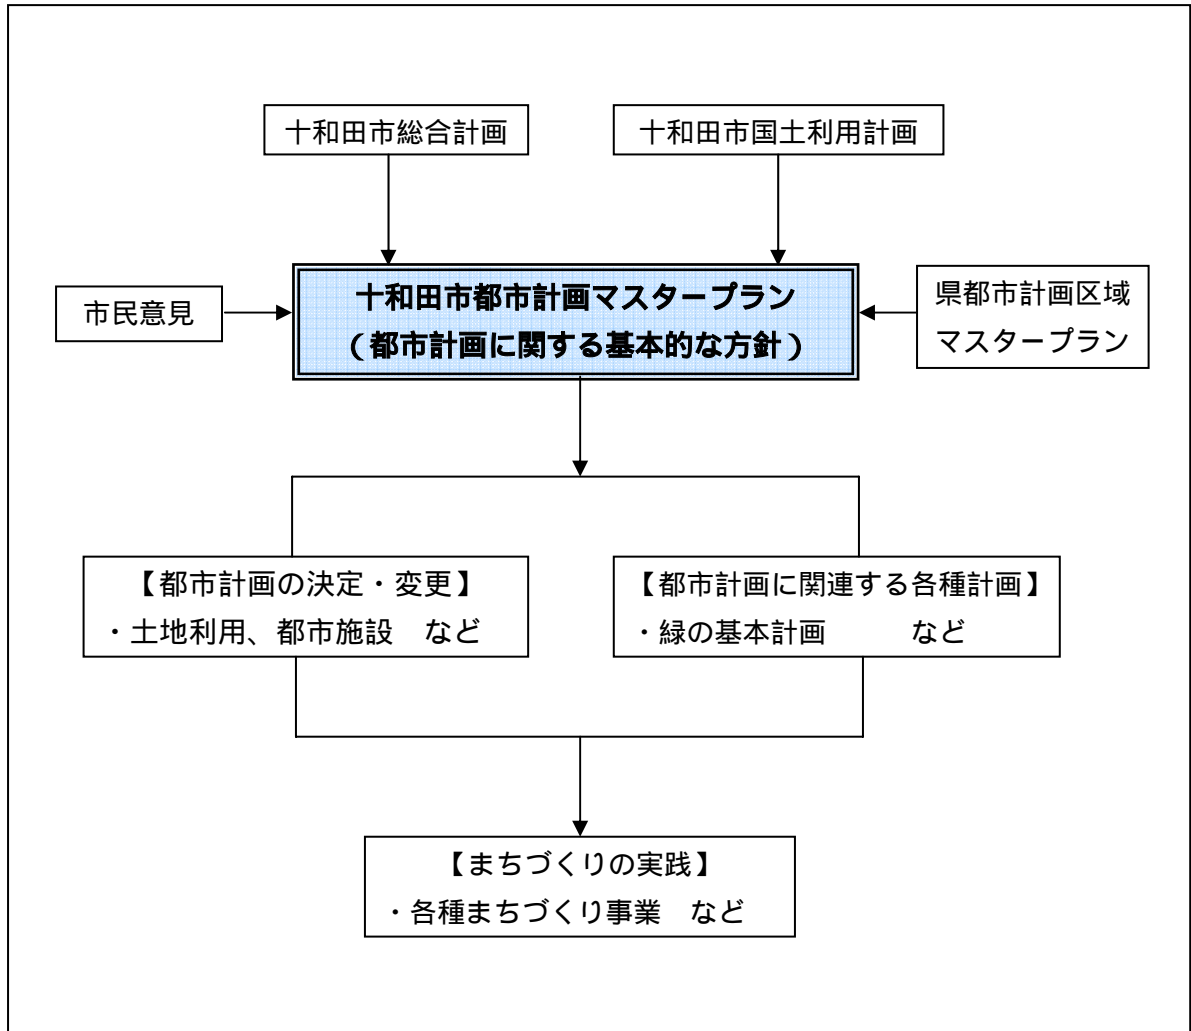 十和田市総合計画
十和田市国土利用計画
市民意見
十和田市都市計画マスタープラン
（都市計画に関する基本的な方針）
県都市計画区域
マスタープラン
【都市計画の決定・変更】
・土地利用、都市施設　など
【都市計画に関連する各種計画】
・緑の基本計画　　　など
【まちづくりの実践】
・各種まちづくり事業　など